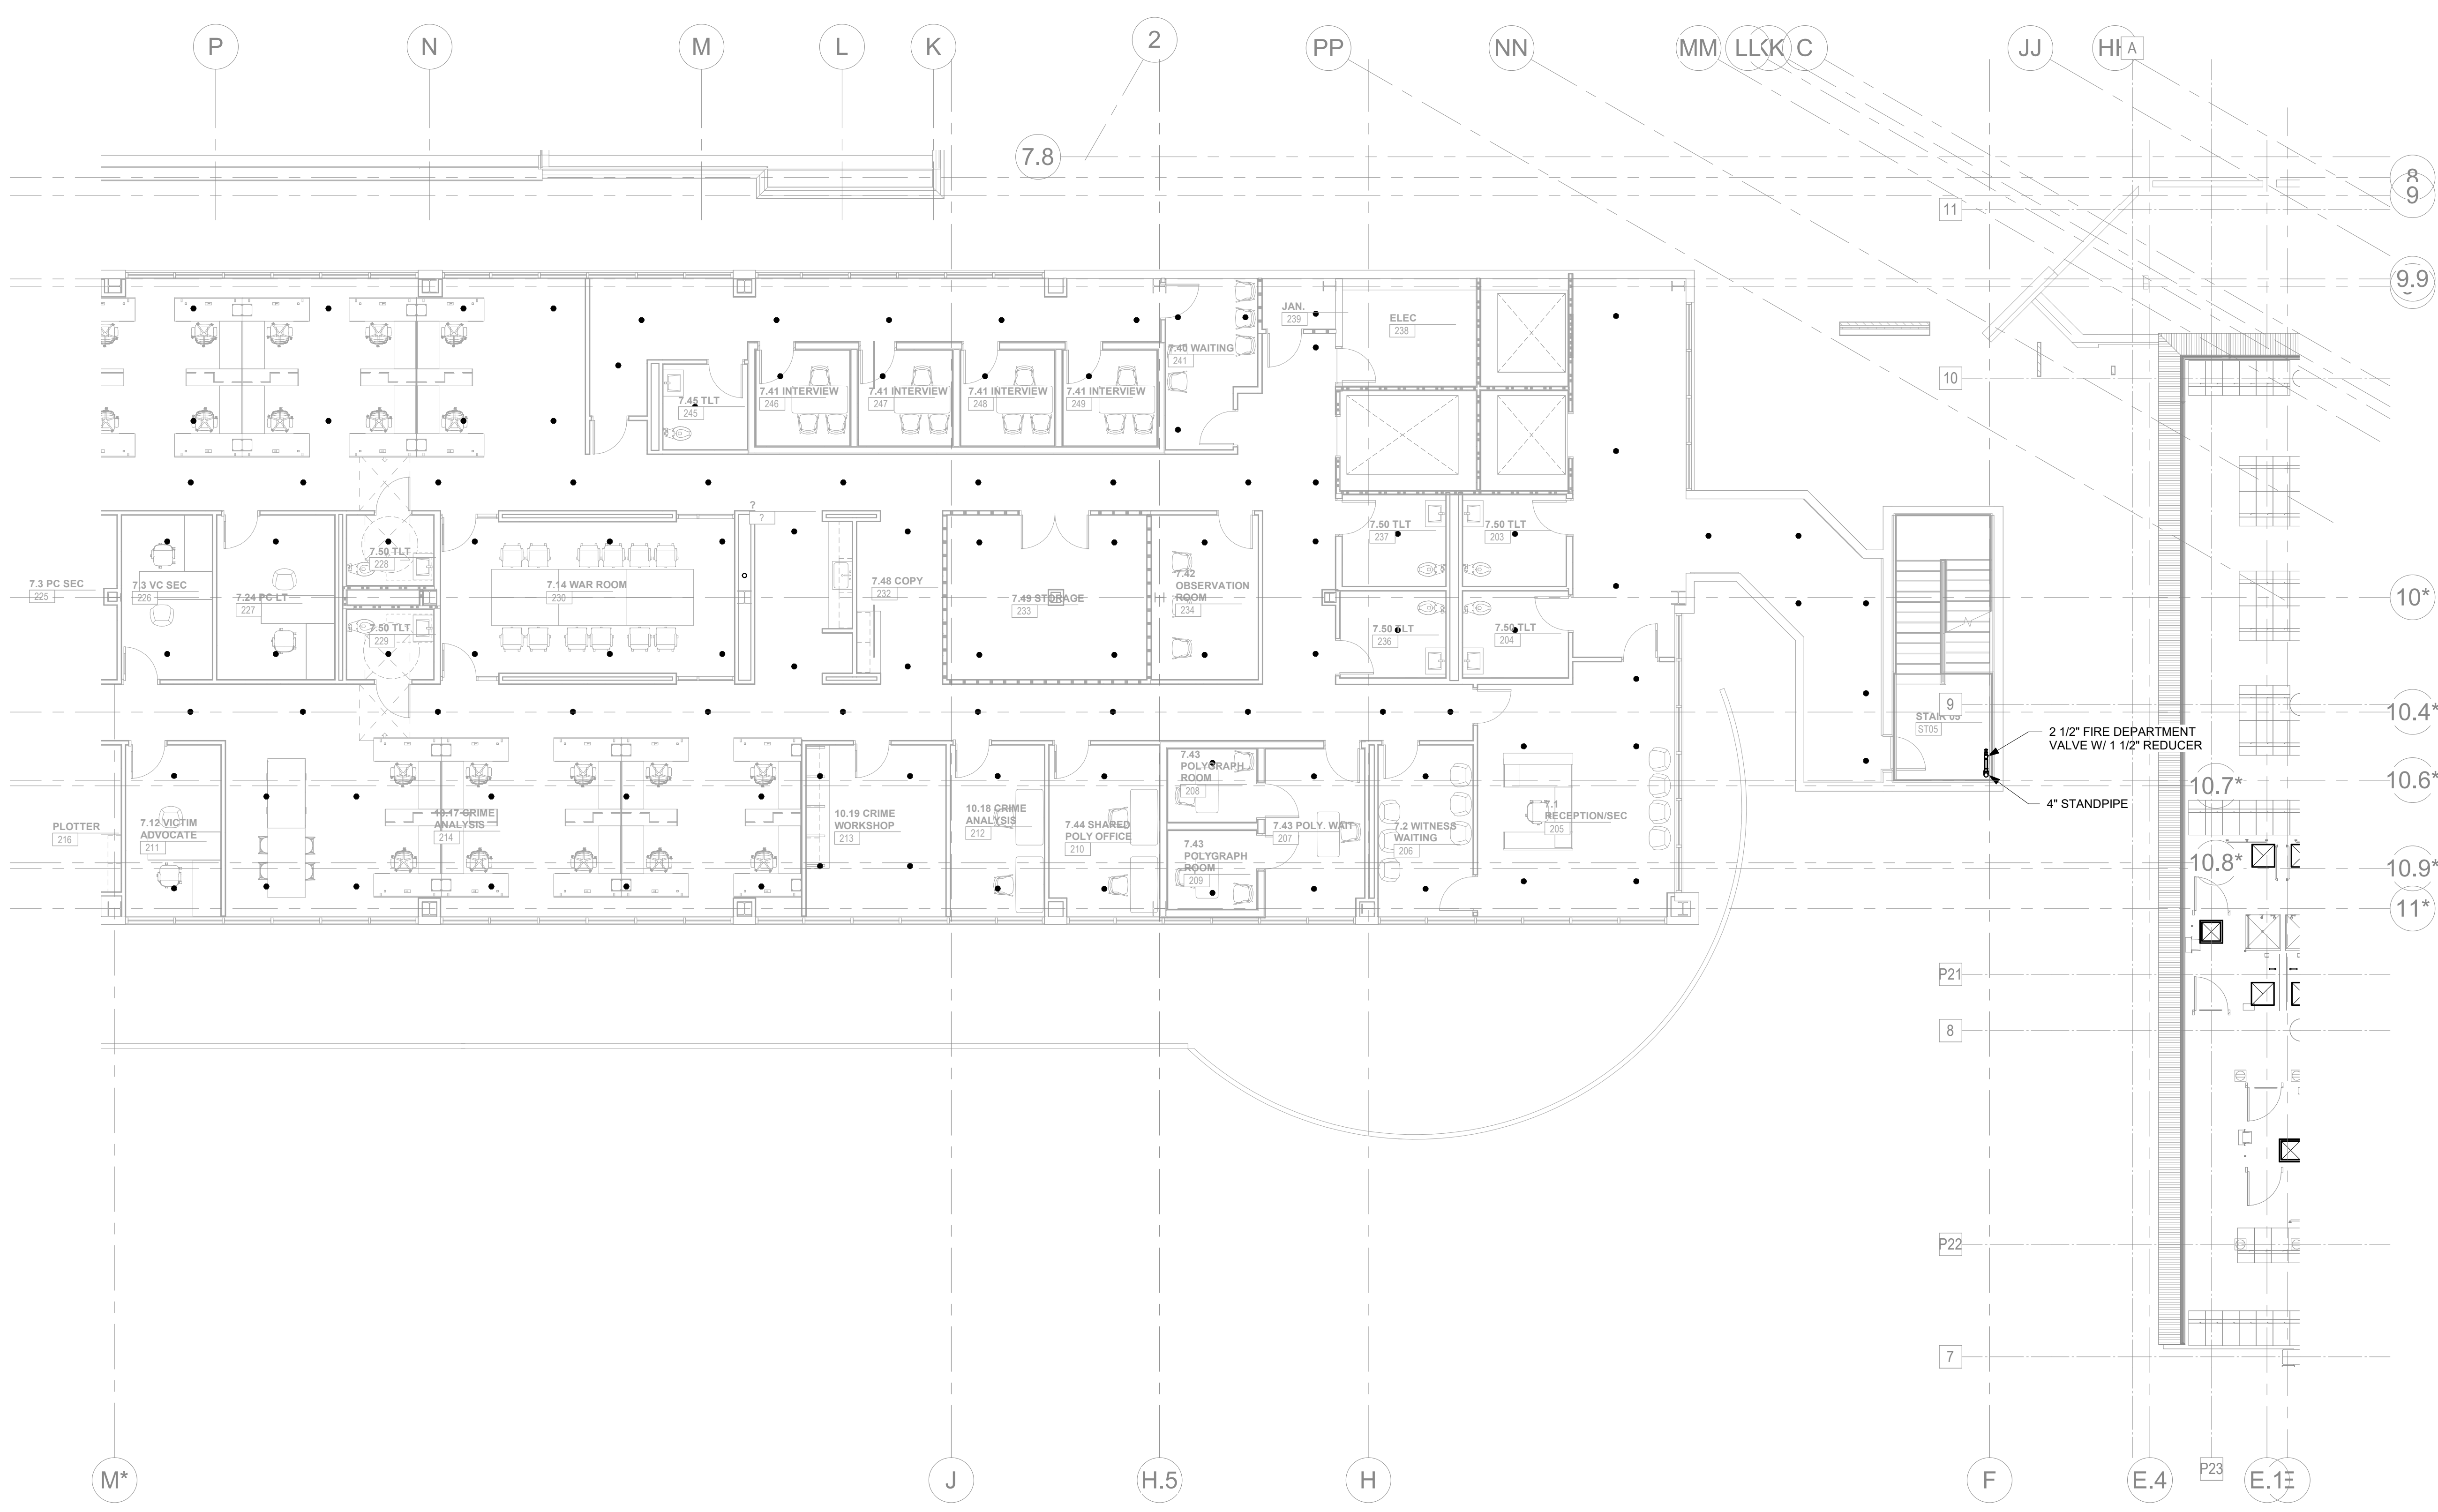 P
N
M
L
K
2
PP
NN
MM
C
JJ
A
7.8
8
9
11
9.9
JAN.
239
ELEC
238
7.40 WAITING
241
10
7.45 TLT
245
7.41 INTERVIEW
246
7.41 INTERVIEW
247
7.41 INTERVIEW
248
7.41 INTERVIEW
249
?
?
7.50 TLT
237
7.50 TLT
203
7.50 TLT
228
7.3 PC SEC
225
7.3 VC SEC
226
7.24 PC LT
227
7.14 WAR ROOM
230
7.48 COPY
232
7.49 STORAGE
233
7.42
OBSERVATION
ROOM
234
10*
7.50 TLT
229
7.50 TLT
236
7.50 TLT
204
9
10.4*
STAIR 05
ST05
2 1/2" FIRE DEPARTMENT
VALVE W/ 1 1/2" REDUCER
4" STANDPIPE
7.43
POLYGRAPH
ROOM
208
10.7*
10.6*
PLOTTER
216
7.12 VICTIM
ADVOCATE
211
10.17 CRIME
ANALYSIS
214
10.19 CRIME
WORKSHOP
213
10.18 CRIME
ANALYSIS
212
7.44 SHARED
POLY OFFICE
210
7.43 POLY. WAIT
207
7.2 WITNESS
WAITING
206
7.1
RECEPTION/SEC
205
7.43
POLYGRAPH
ROOM
209
10.8*
10.9*
11*
P21
8
P22
7
M*
J
H.5
H
F
E.4
P23
E.1